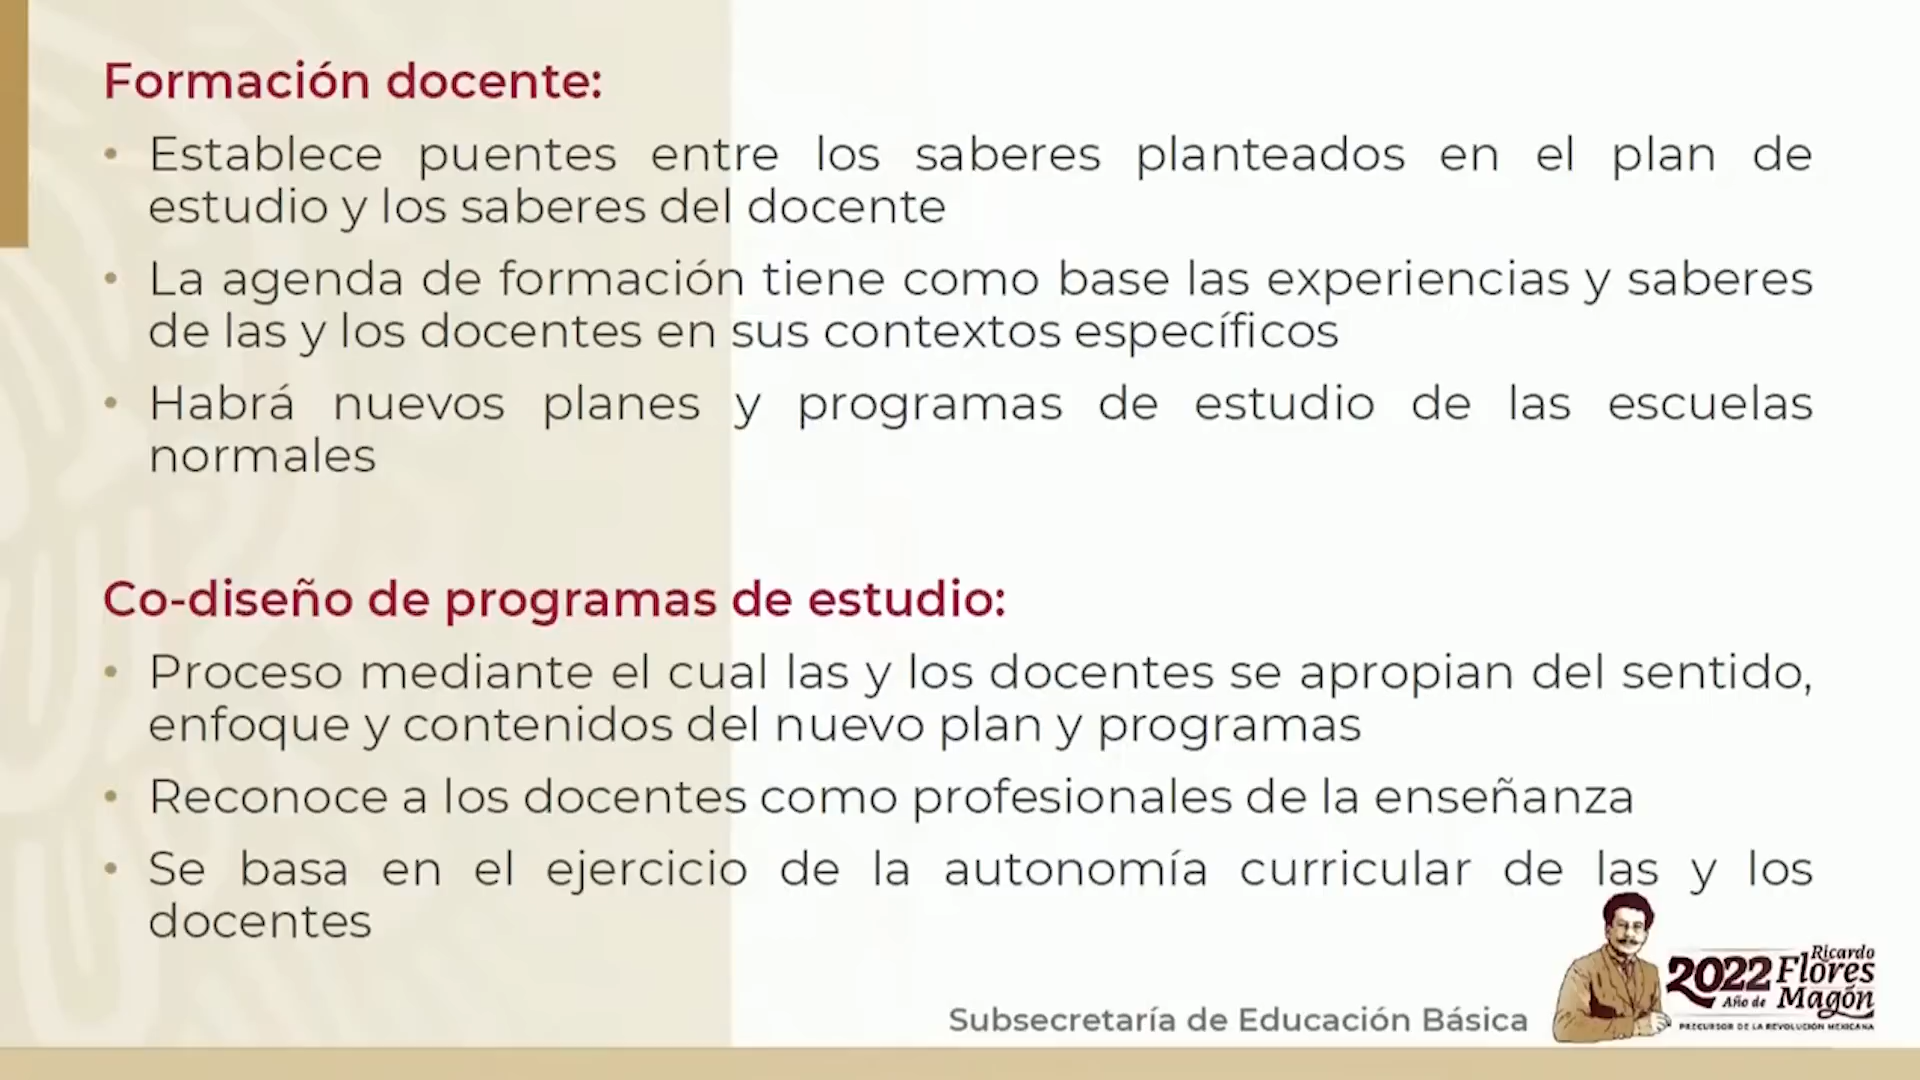 Formación docente:
• Establece puentes entre los saberes planteados en el plan de
estudio y los saberes del docente
• La agenda de formación tiene como base las experiencias y saberes
de las y los docentes en sus contextos específicos
• Habrá nuevos planes y programas de estudio de las escuelas
normales
Co-diseño de programas de estudio:
• Proceso mediante el cual las y los docentes se apropian del sentido,
enfoque y contenidos del nuevo plan y programas
• Reconoce a los docentes como profesionales de la enseñanza
• Se basa en el ejercicio de la autonomía curricular de las y los
docentes
Subsecretaría de Educación Básica
2022 Año de
Ricardo
Flores
Magón
PRECURSOR DE LA REVOLUCIÓN MEXICANA